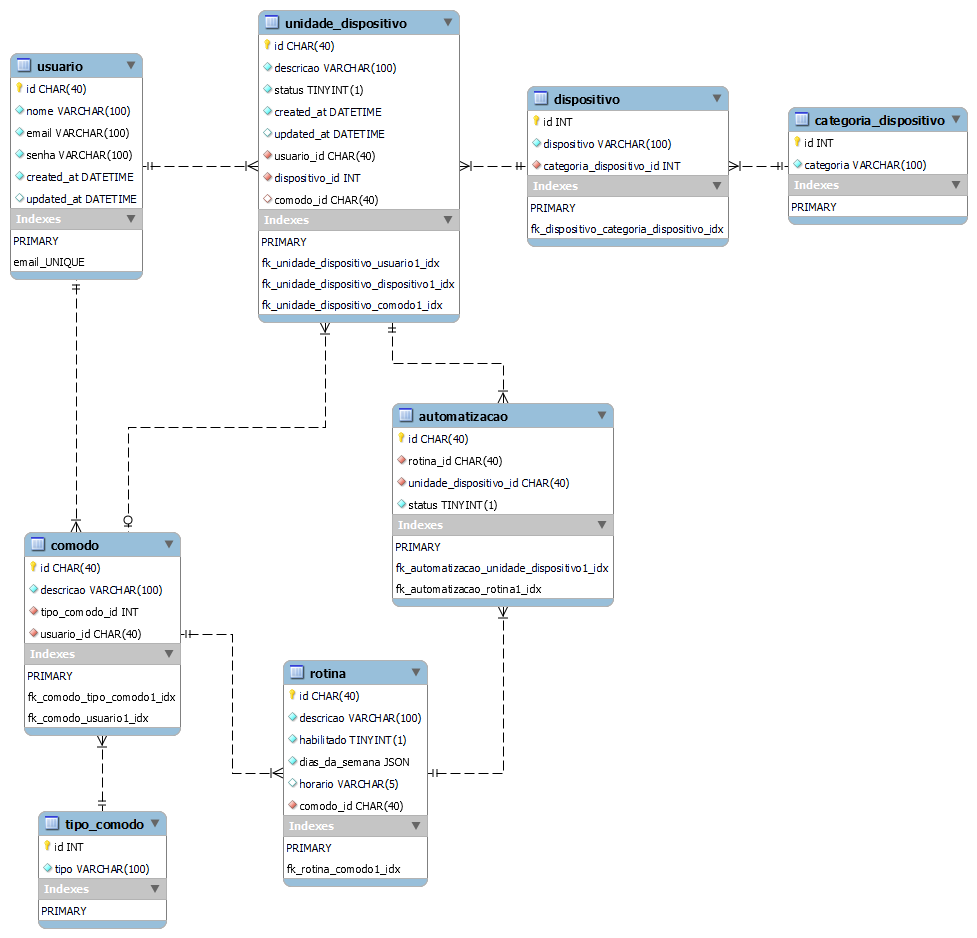 unidade_dispositivo
id CHAR(40)
descricao VARCHAR(100)
status TINYINT(1)
created_at DATETIME
updated_at DATETIME
usuario_id CHAR(40)
dispositivo_id INT
comodo_id CHAR(40)
Indexes
PRIMARY
fk_unidade_dispositivo_usuario1_idx
fk_unidade_dispositivo_dispositivo1_idx
fk_unidade_dispositivo_comodo1_idx
usuario
id CHAR(40)
nome VARCHAR(100)
email VARCHAR(100)
senha VARCHAR(100)
created_at DATETIME
updated_at DATETIME
Indexes
PRIMARY
email_UNIQUE
dispositivo
id INT
dispositivo VARCHAR(100)
categoria_dispositivo_id INT
Indexes
PRIMARY
fk_dispositivo_categoria_dispositivo_idx
categoria_dispositivo
id INT
categoria VARCHAR(100)
Indexes
PRIMARY
automatizacao
id CHAR(40)
rotina_id CHAR(40)
unidade_dispositivo_id CHAR(40)
status TINYINT(1)
Indexes
PRIMARY
fk_automatizacao_unidade_dispositivo1_idx
fk_automatizacao_rotina1_idx
comodo
id CHAR(40)
descricao VARCHAR(100)
tipo_comodo_id INT
usuario_id CHAR(40)
Indexes
PRIMARY
fk_comodo_tipo_comodo1_idx
fk_comodo_usuario1_idx
rotina
id CHAR(40)
descricao VARCHAR(100)
habilitado TINYINT(1)
dias_da_semana JSON
horario VARCHAR(5)
comodo_id CHAR(40)
Indexes
PRIMARY
fk_rotina_comodo1_idx
tipo_comodo
id INT
tipo VARCHAR(100)
Indexes
PRIMARY